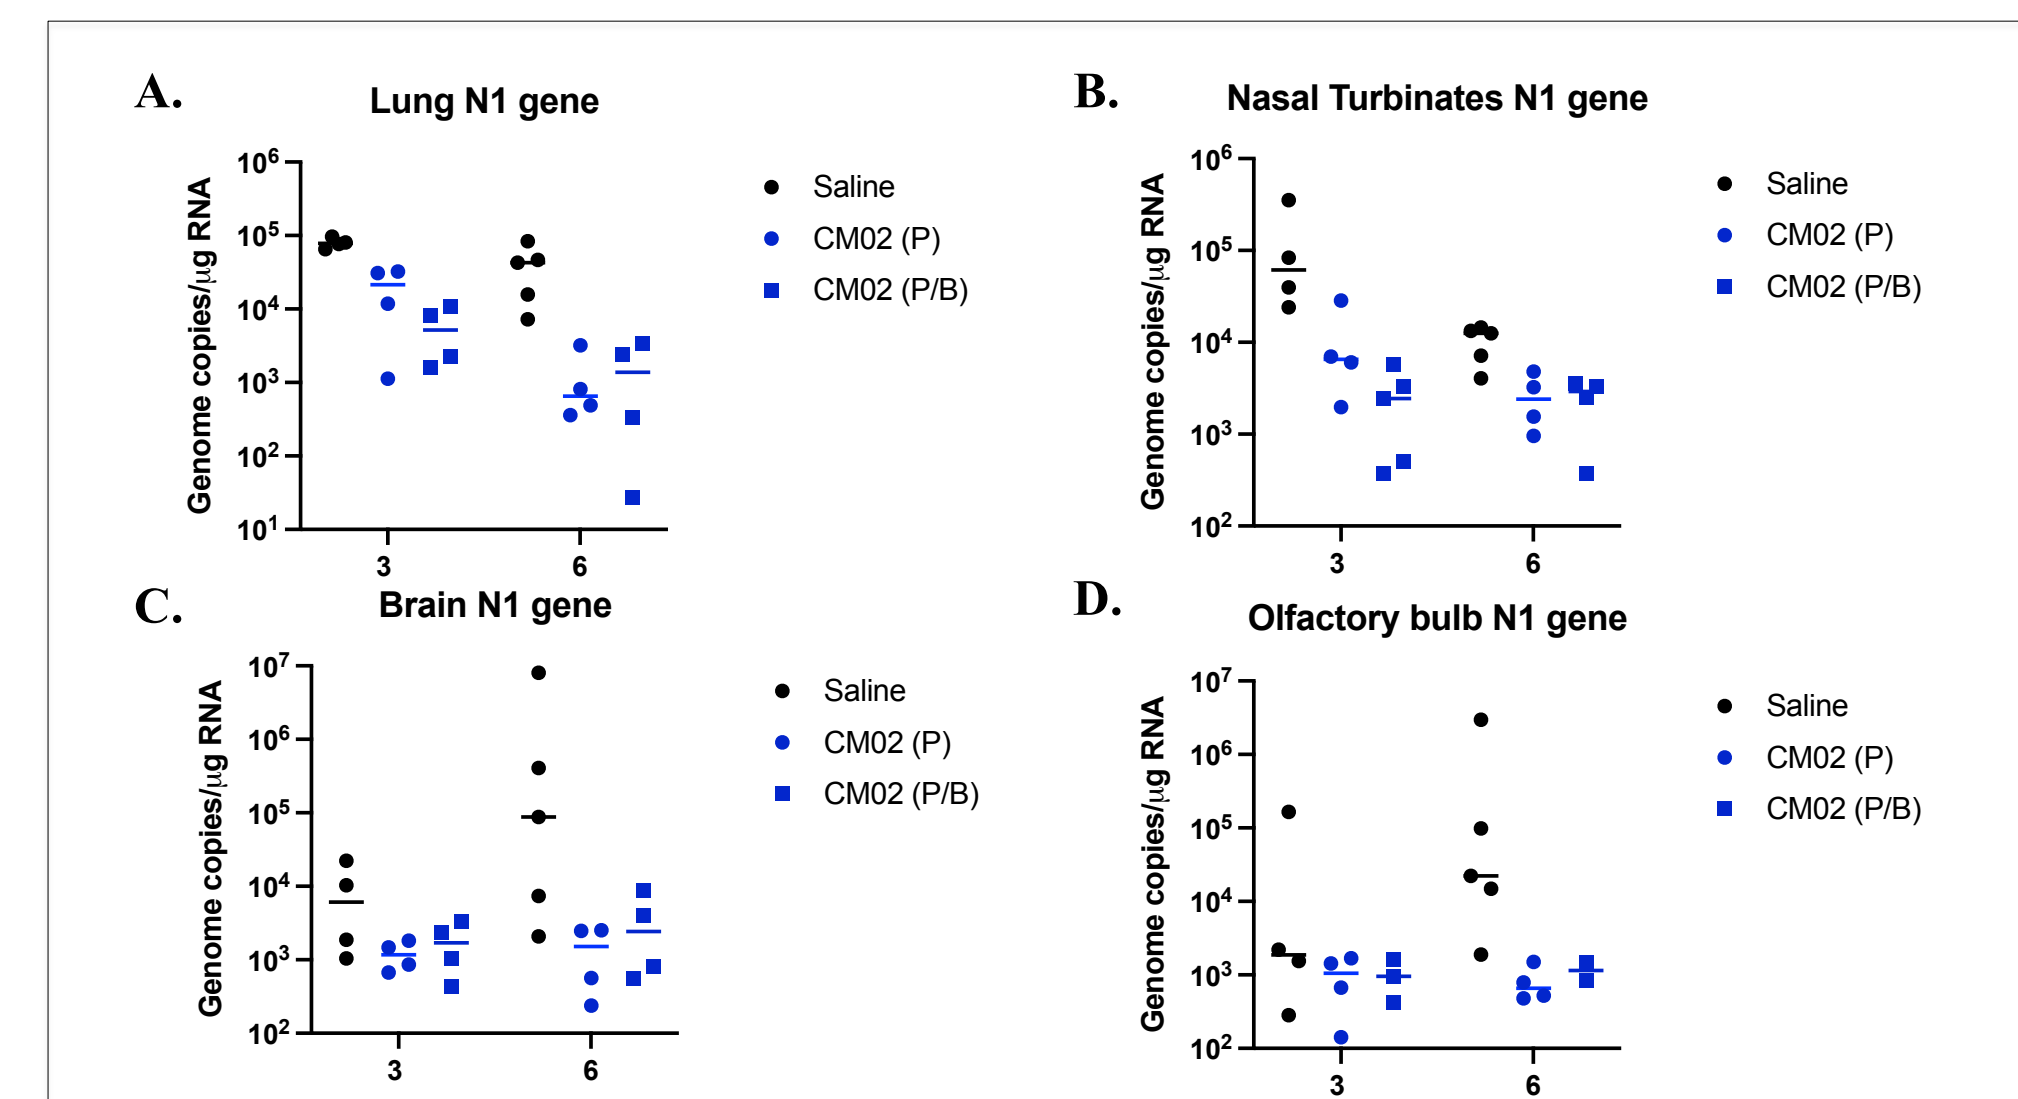 A.
Lung N1 gene
Genome copies/μg RNA
10^6
10^5
10^4
10^3
10^2
10^1
3
6
Saline
CM02 (P)
CM02 (P/B)
B.
Nasal Turbinates N1 gene
Genome copies/μg RNA
10^6
10^5
10^4
10^3
10^2
3
6
Saline
CM02 (P)
CM02 (P/B)
C.
Brain N1 gene
Genome copies/μg RNA
10^7
10^6
10^5
10^4
10^3
10^2
3
6
Saline
CM02 (P)
CM02 (P/B)
D.
Olfactory bulb N1 gene
Genome copies/μg RNA
10^7
10^6
10^5
10^4
10^3
10^2
3
6
Saline
CM02 (P)
CM02 (P/B)